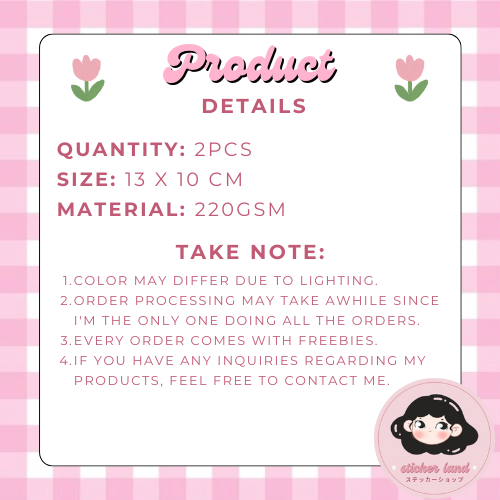 Product
DETAILS
QUANTITY: 2PCS
SIZE: 13 X 10 CM
MATERIAL: 220GSM
TAKE NOTE:
1.COLOR MAY DIFFER DUE TO LIGHTING.
2.ORDER PROCESSING MAY TAKE AWHILE SINCE
I'M THE ONLY ONE DOING ALL THE ORDERS.
3.EVERY ORDER COMES WITH FREEBIES.
4.IF YOU HAVE ANY INQUIRIES REGARDING MY
PRODUCTS, FEEL FREE TO CONTACT ME.
sticker land
ステッカーショップ